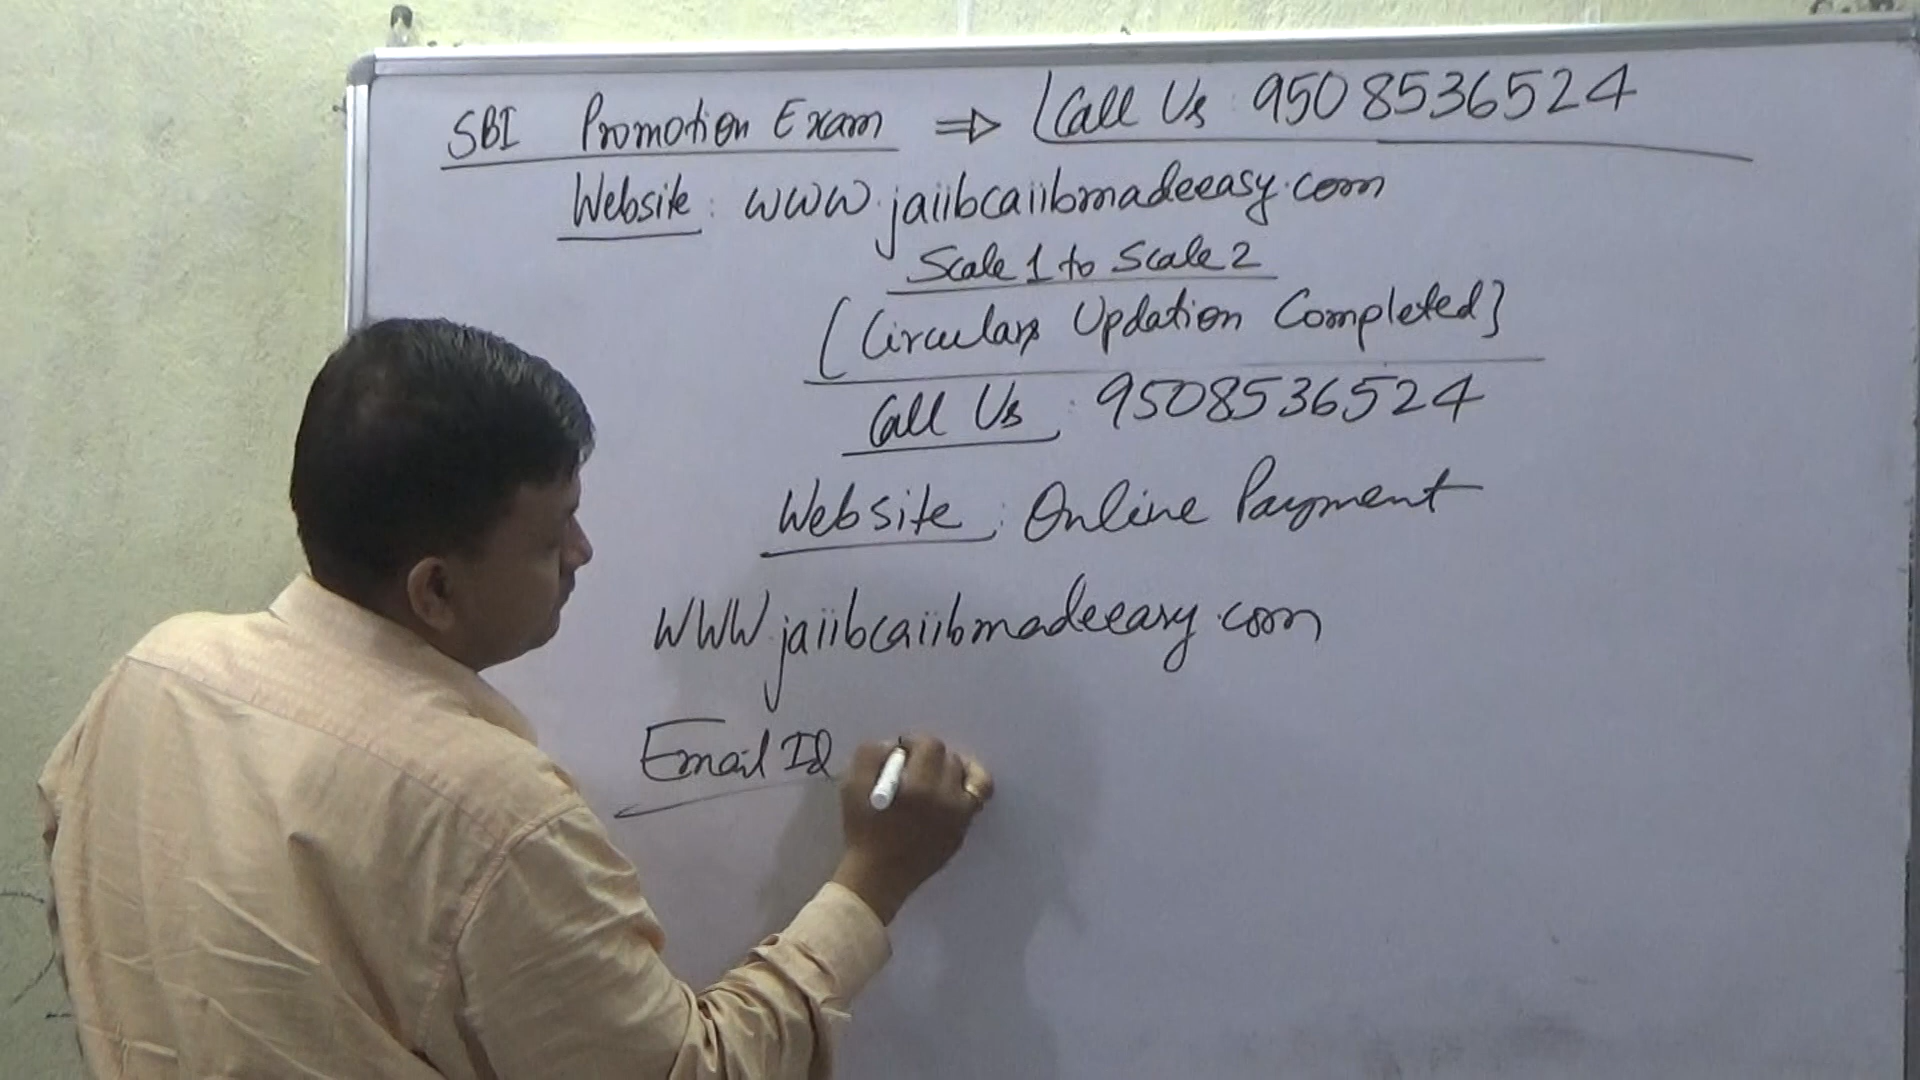 SBI Promotion Exam ⇒ Call Us : 9508536524
Website : WWW.jaiibcaiibmadeeasy.com
Scale 1 to Scale 2
[Circulars Updation Completed]
Call Us : 9508536524
Website : Online Payment
WWW.jaiibcaiibmadeeasy.com
Email Id